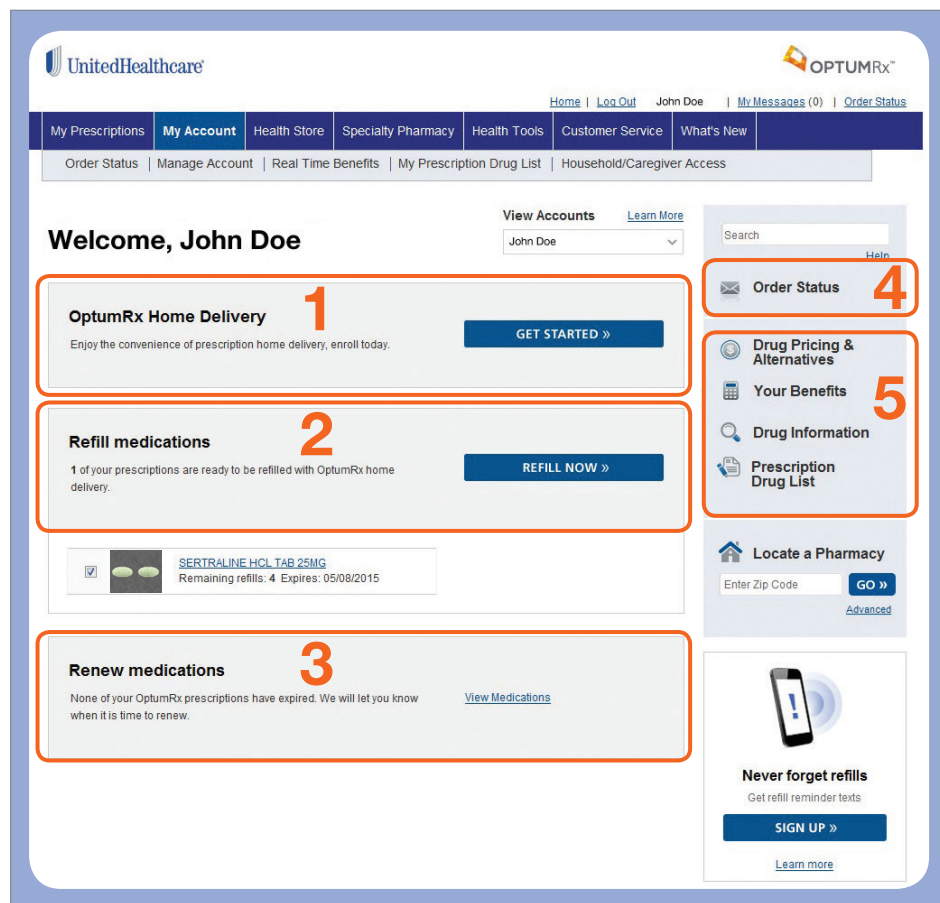 UnitedHealthcare®
OPTUMRx™
Home | Log Out John Doe | My Messages (0) | Order Status
My Prescriptions My Account Health Store Specialty Pharmacy Health Tools Customer Service What's New
Order Status | Manage Account | Real Time Benefits | My Prescription Drug List | Household/Caregiver Access
View Accounts Learn More
Welcome, John Doe
John Doe
1
OptumRx Home Delivery
Enjoy the convenience of prescription home delivery, enroll today.
GET STARTED »
2
Refill medications
1 of your prescriptions are ready to be refilled with OptumRx home
delivery.
REFILL NOW »
SERTRALINE HCL TAB 25MG
Remaining refills: 4 Expires: 05/08/2015
3
Renew medications
None of your OptumRx prescriptions have expired. We will let you know
when it is time to renew.
View Medications
Search
Help
Order Status
4
Drug Pricing &
Alternatives
Your Benefits
5
Drug Information
Prescription
Drug List
Locate a Pharmacy
Enter Zip Code GO »
Advanced
!
Never forget refills
Get refill reminder texts
SIGN UP »
Learn more